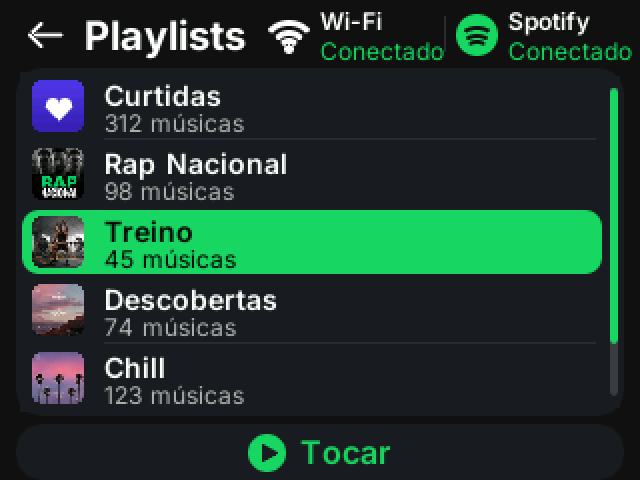 Playlists
Wi-Fi
Conectado
Spotify
Conectado
Curtidas
312 músicas
RAP
NACIONAL
Rap Nacional
98 músicas
Treino
45 músicas
Descobertas
74 músicas
Chill
123 músicas
Tocar